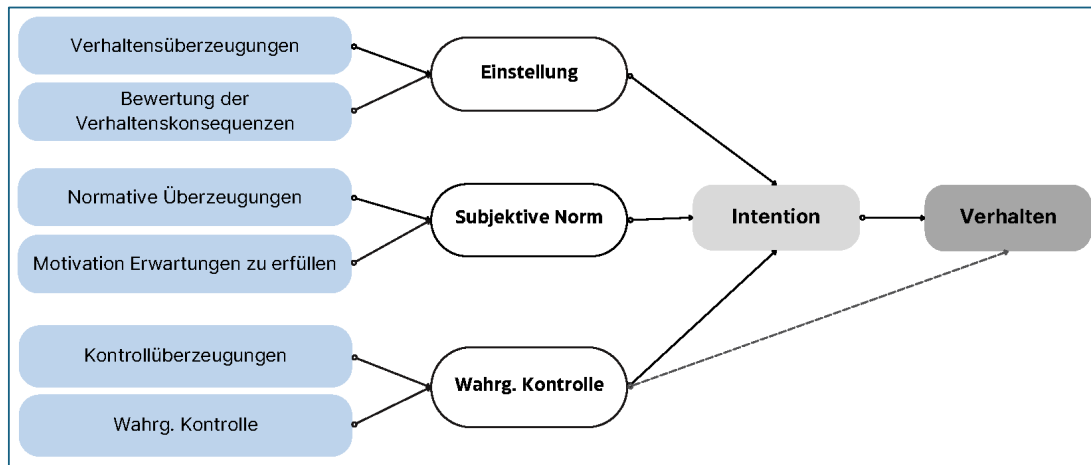 Verhaltensüberzeugungen
Bewertung der
Verhaltenskonsequenzen
Einstellung
Normative Überzeugungen
Motivation Erwartungen zu erfüllen
Subjektive Norm
Intention
Verhalten
Kontrollüberzeugungen
Wahrg. Kontrolle
Wahrg. Kontrolle